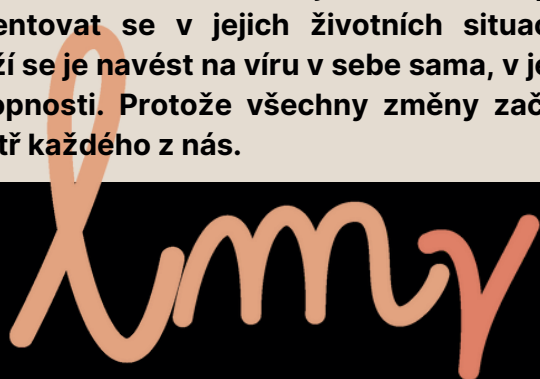 entovat se v jejich životních situac
ží se je navést na víru v sebe sama, v je
opnosti. Protože všechny změny zač
tř každého z nás.
lmy